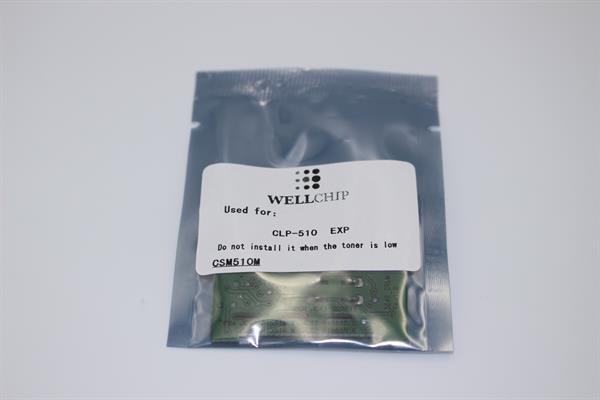 WELLCHIP
Used for:
CLP-510 EXP
Do not install it when the toner is low
CSM510M